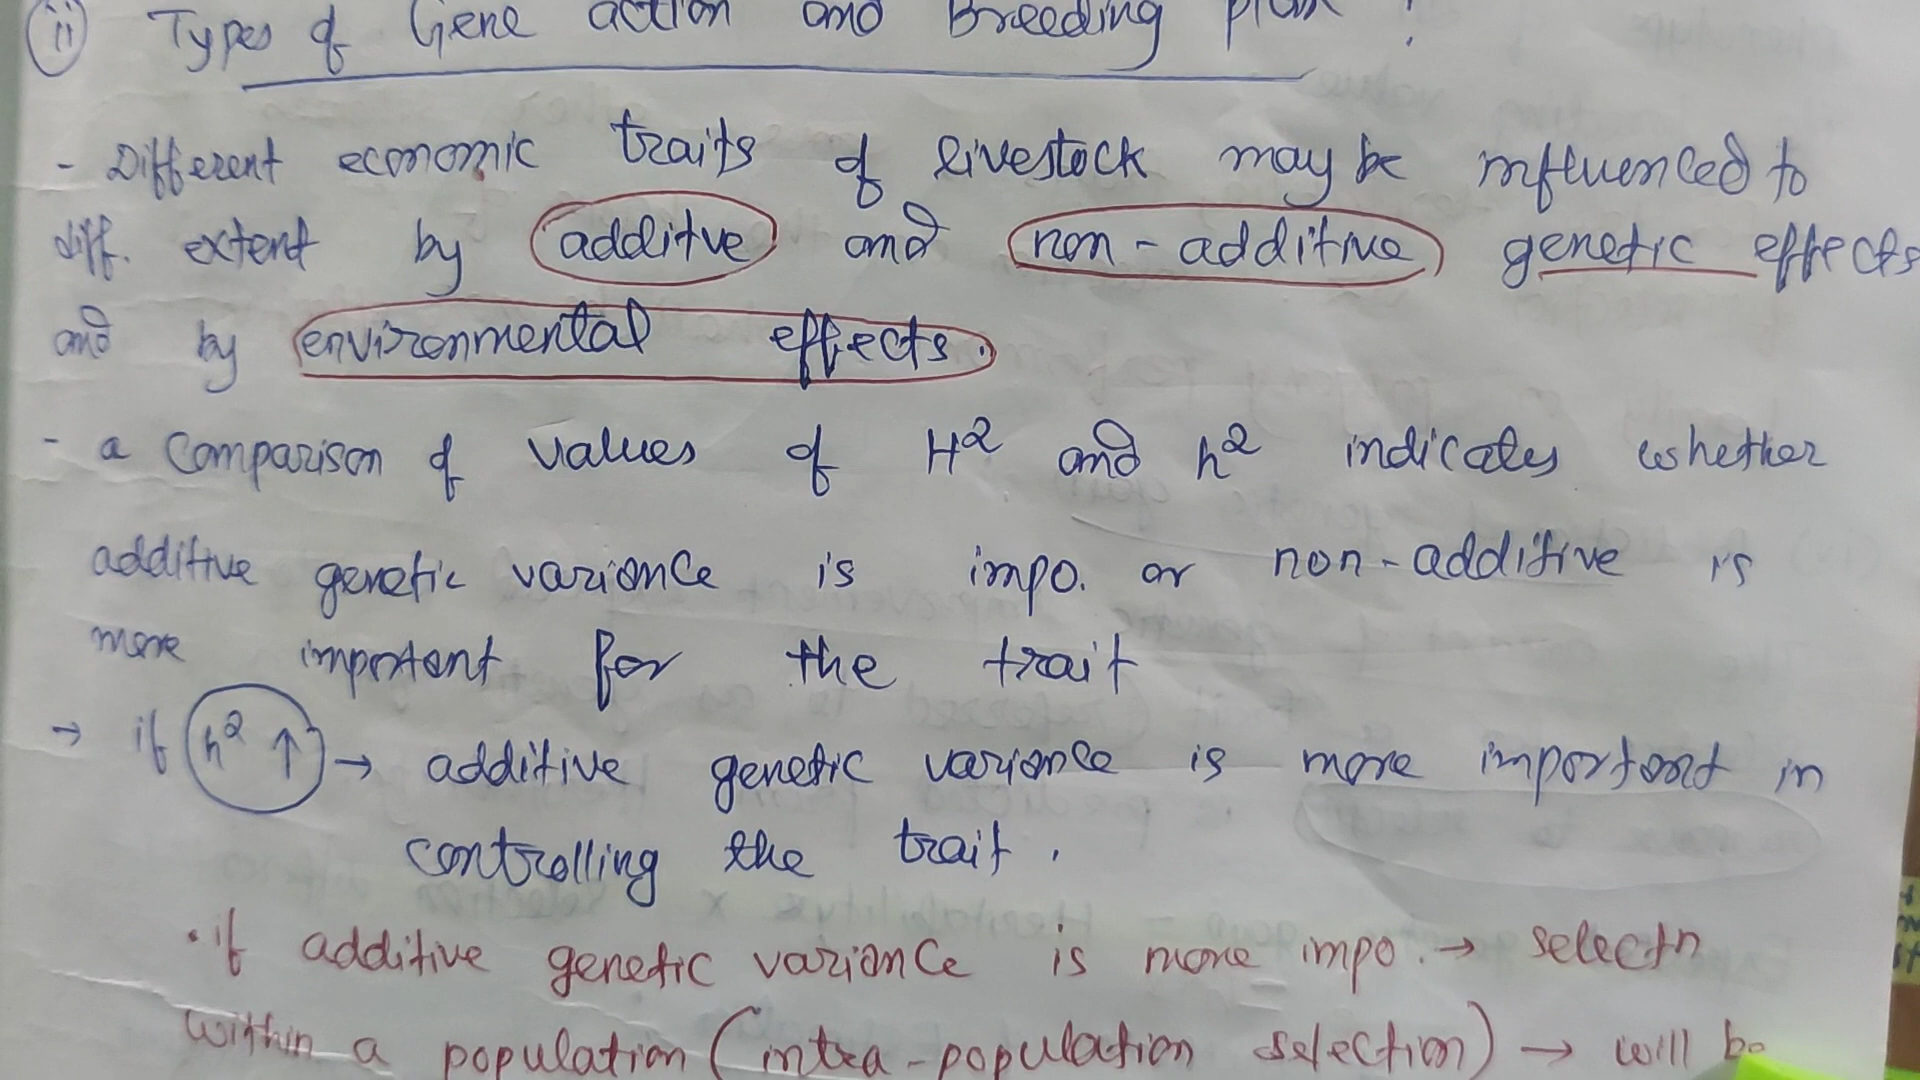 (ii) Types of Gene action and Breeding plan ?
- Different economic traits of livestock may be influenced to
diff. extent by additve and non-additive genetic effects
and by environmental effects.
- a comparison of values of H² and h² indicates whether
additive genetic variance is impo. or non-additive is
more important for the trait
→ if h² ↑ → additive genetic variance is more important in
controlling the trait.
• if additive genetic variance is more impo. → selectn
within a population (intra-population selection) → will be